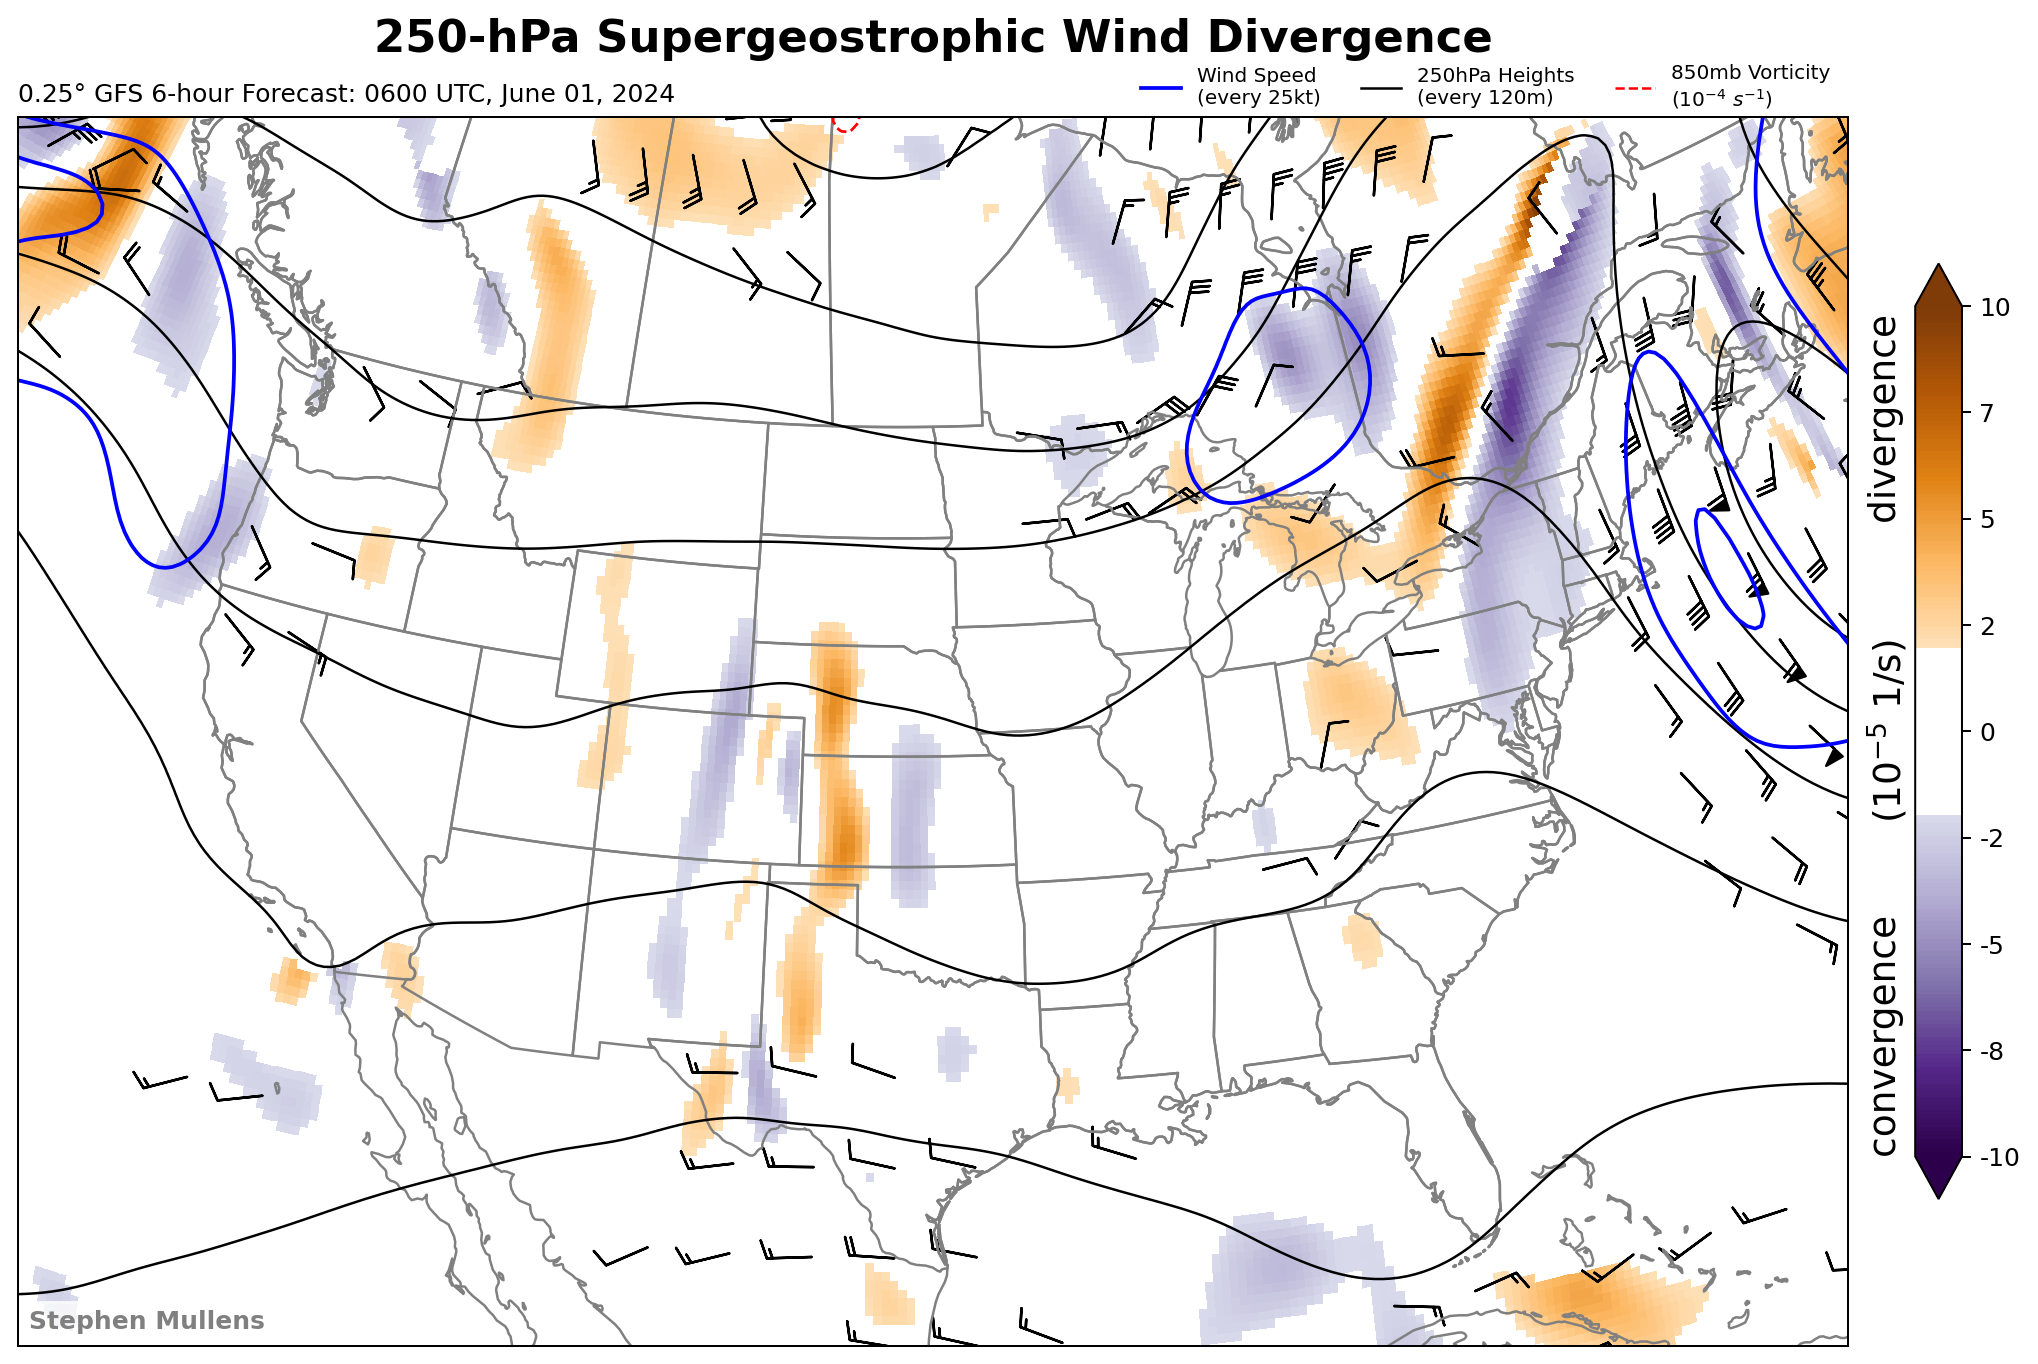 250-hPa Supergeostrophic Wind Divergence
0.25° GFS 6-hour Forecast: 0600 UTC, June 01, 2024
Wind Speed
(every 25kt)
250hPa Heights
(every 120m)
850mb Vorticity
(10⁻⁴ s⁻¹)
10
7
5
2
0
-2
-5
-8
-10
convergence (10⁻⁵ 1/s) divergence
Stephen Mullens